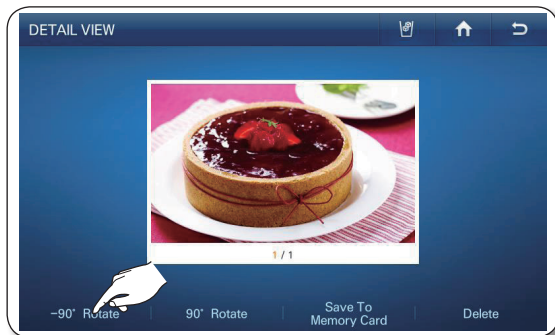 DETAIL VIEW
1 / 1
-90° Rotate
90° Rotate
Save To
Memory Card
Delete